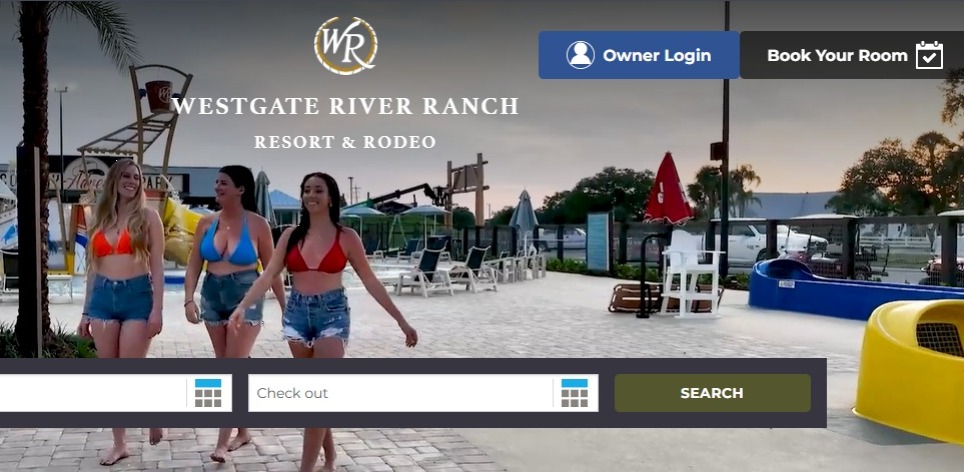 WR
Owner Login
Book Your Room
WESTGATE RIVER RANCH
RESORT & RODEO
Check out
SEARCH